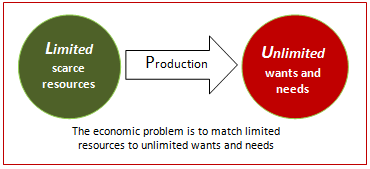 Limited
scarce
resources
Production
Unlimited
wants and
needs
The economic problem is to match limited
resources to unlimited wants and needs